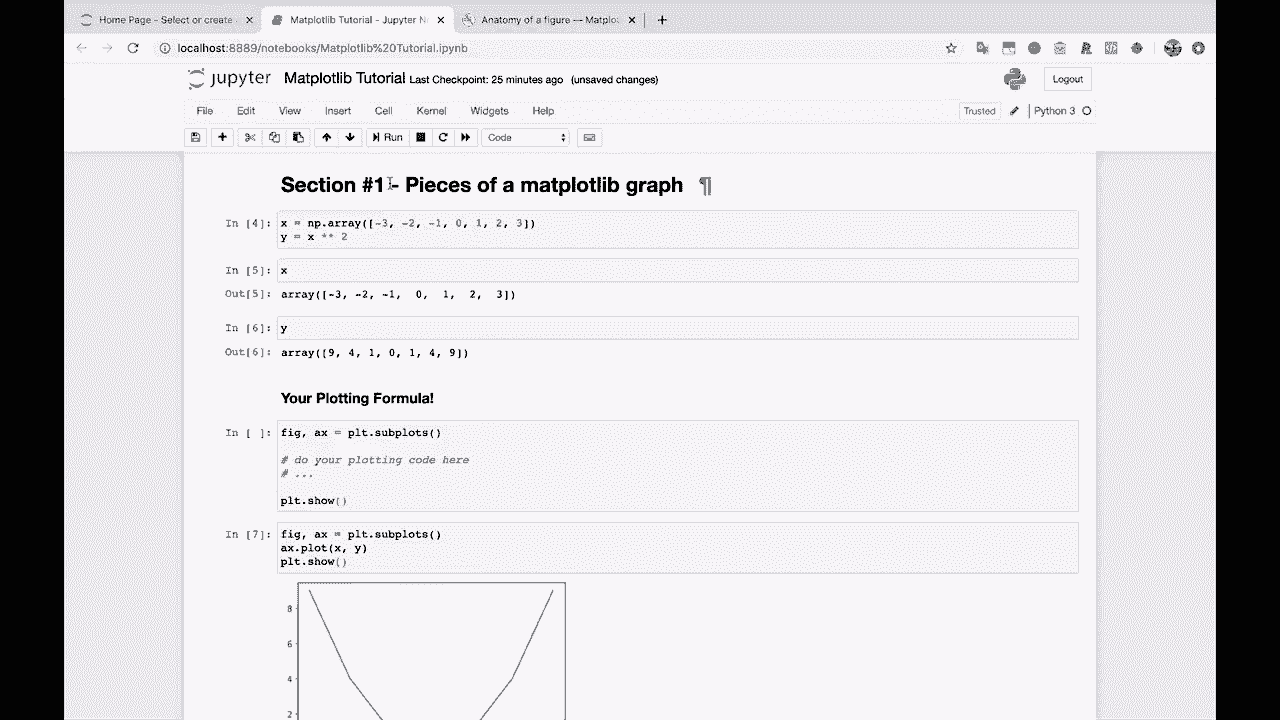 Home Page - Select or create
Matplotlib Tutorial - Jupyter N
Anatomy of a figure — Matplot
localhost:8889/notebooks/Matplotlib%20Tutorial.ipynb
jupyter Matplotlib Tutorial Last Checkpoint: 25 minutes ago (unsaved changes)
Logout
File Edit View Insert Cell Kernel Widgets Help
Trusted Python 3
Run Code
Section #1 - Pieces of a matplotlib graph ¶
In [4]: x = np.array([-3, -2, -1, 0, 1, 2, 3])
y = x ** 2
In [5]: x
Out[5]: array([-3, -2, -1, 0, 1, 2, 3])
In [6]: y
Out[6]: array([9, 4, 1, 0, 1, 4, 9])
Your Plotting Formula!
In [ ]: fig, ax = plt.subplots()
# do your plotting code here
# ...
plt.show()
In [7]: fig, ax = plt.subplots()
ax.plot(x, y)
plt.show()
8
6
4
2